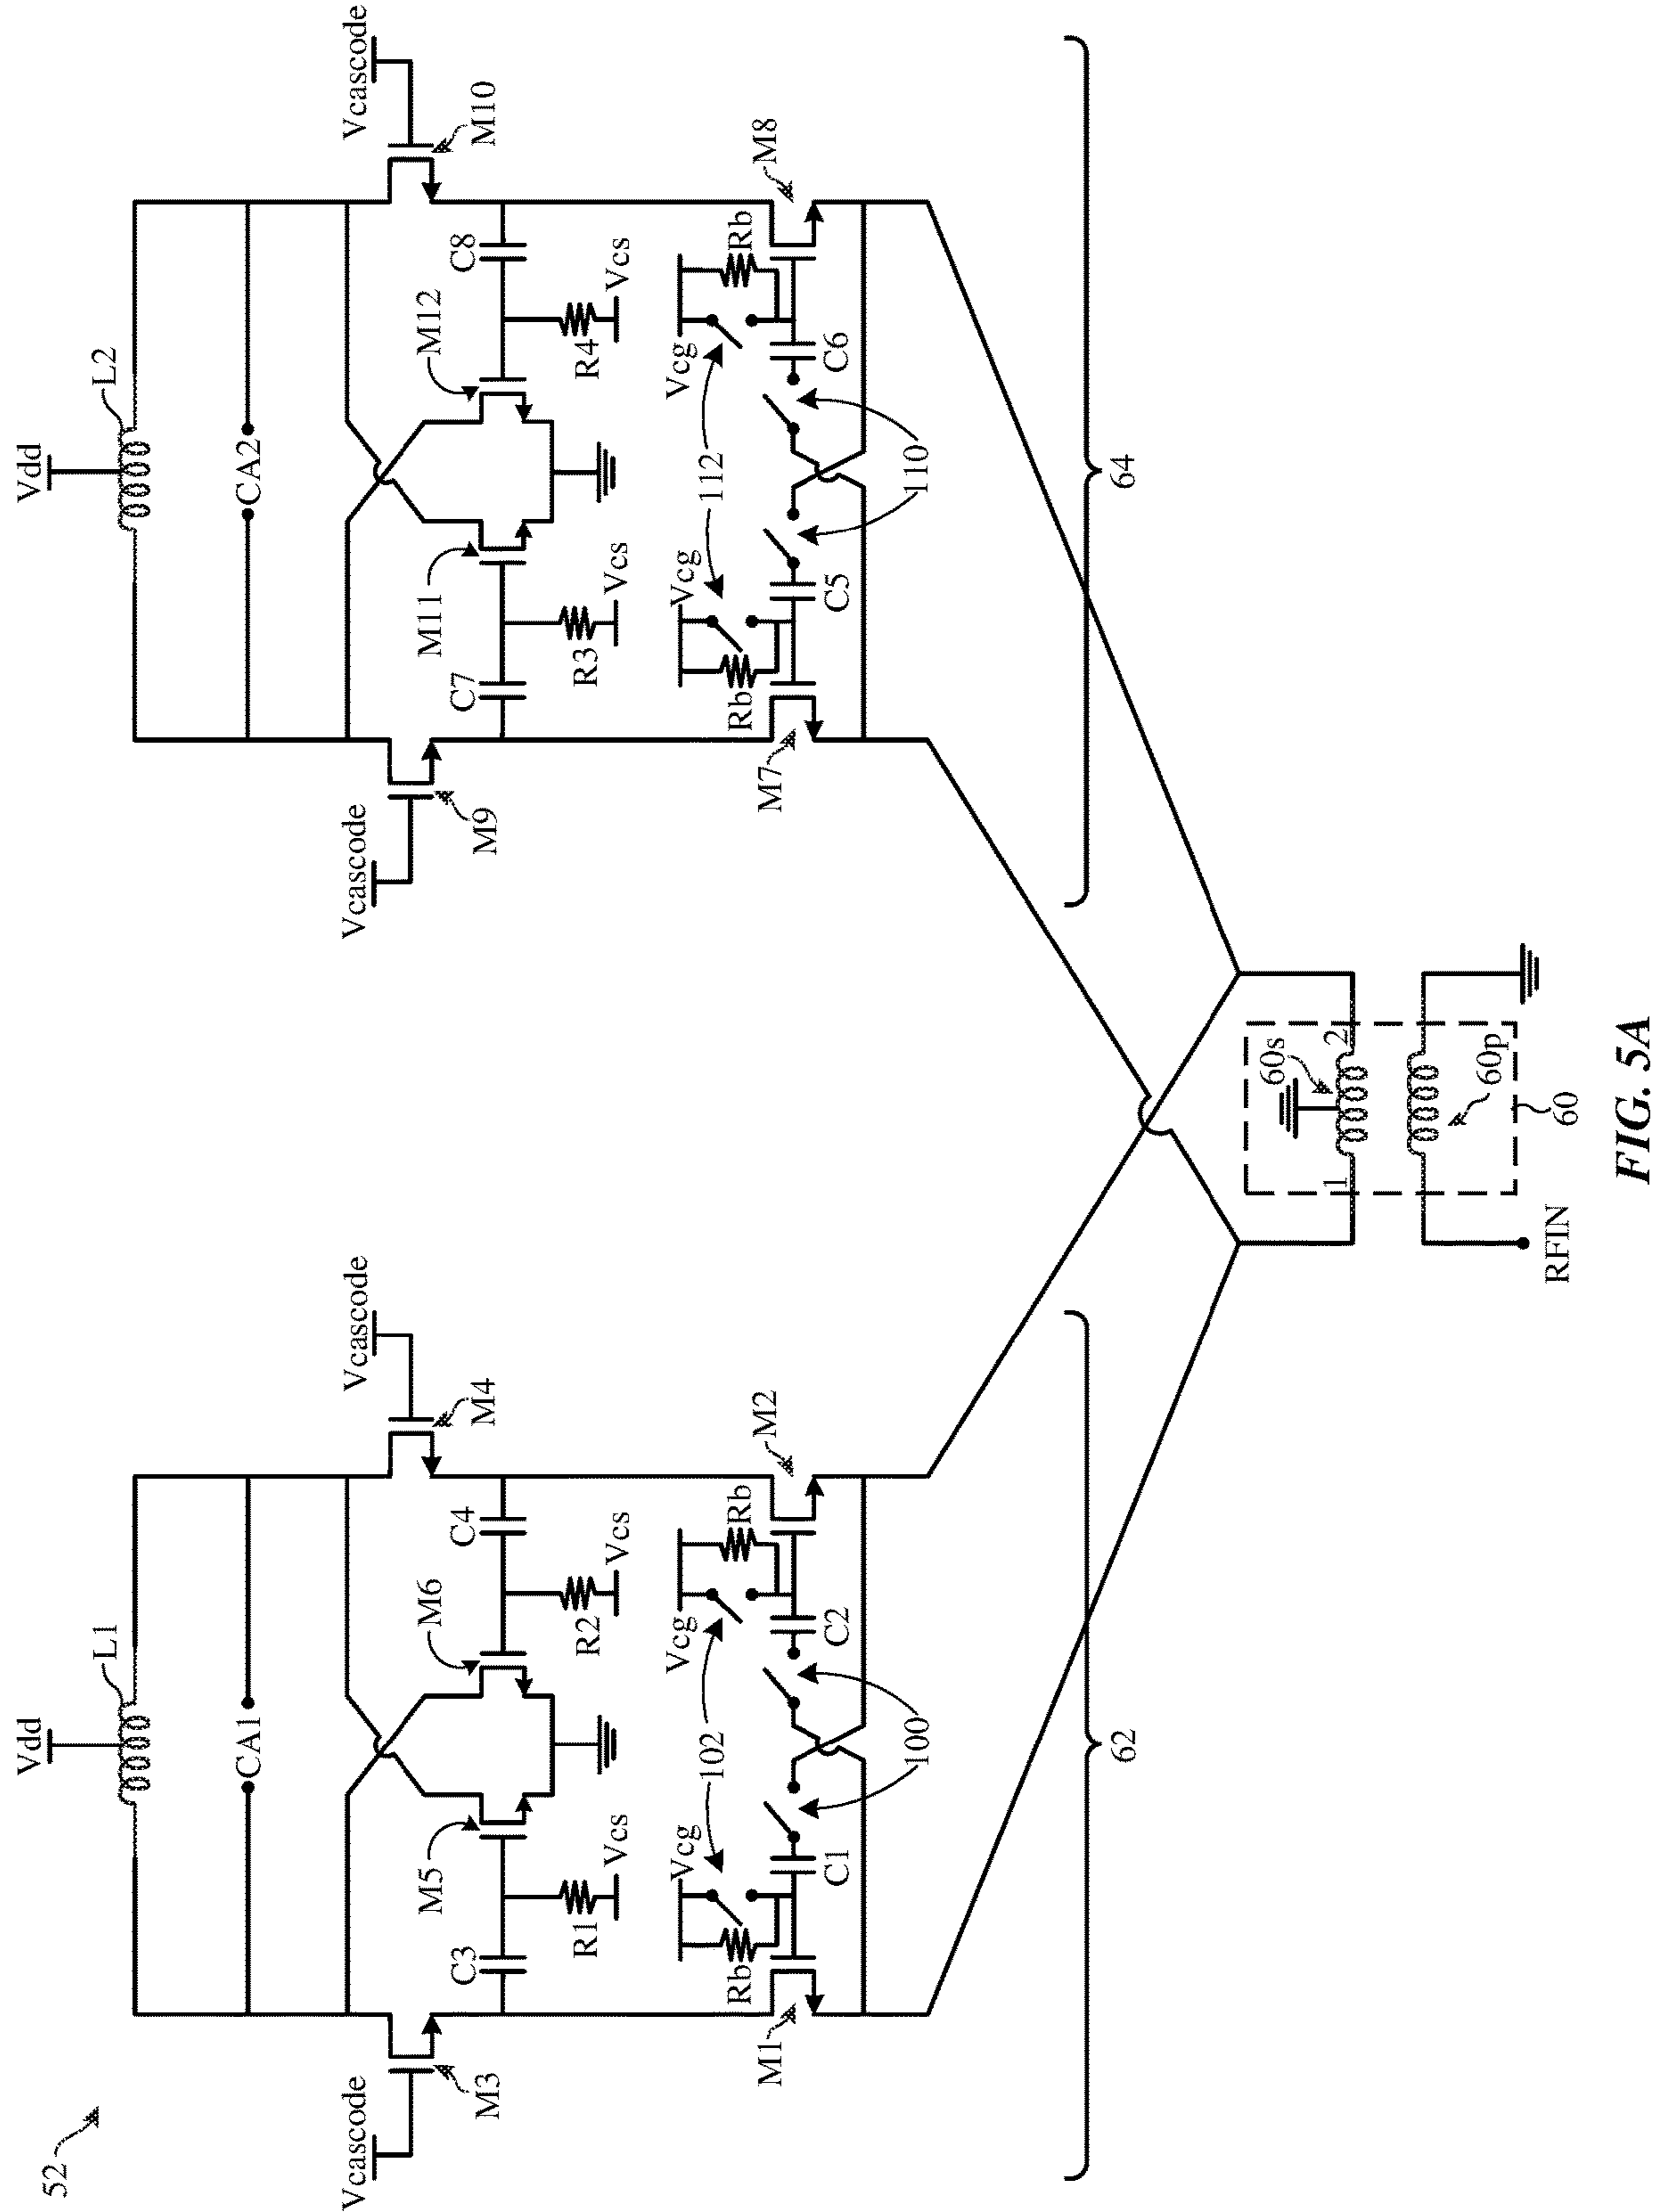 52
Vdd
L1
Vdd
L2
CA1
CA2
Vcascode
M3
Vcascode
M4
Vcascode
M9
Vcascode
M10
C3
M5
M6
C4
C7
M11
M12
C8
R1
Vcs
R2
Vcs
R3
Vcs
R4
Vcs
Vcg
102
Vcg
Vcg
112
Vcg
Rb
Rb
Rb
Rb
M1
M2
M7
M8
C1
C2
C5
C6
100
110
62
64
60s
1
2
60p
60
RFIN
FIG. 5A